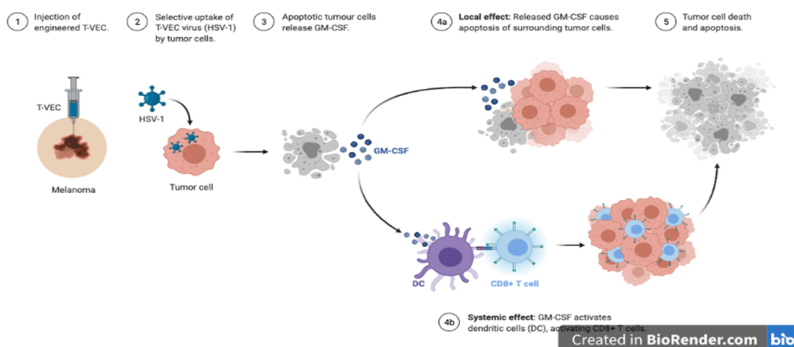 1 Injection of
engineered T-VEC.
2 Selective uptake of
T-VEC virus (HSV-1)
by tumor cells.
3 Apoptotic tumour cells
release GM-CSF.
4a Local effect: Released GM-CSF causes
apoptosis of surrounding tumor cells.
5 Tumor cell death
and apoptosis.
T-VEC
Melanoma
HSV-1
Tumor cell
GM-CSF
DC
CD8+ T cell
4b Systemic effect: GM-CSF activates
dendritic cells (DC), activating CD8+ T cells.
Created in BioRender.com bio